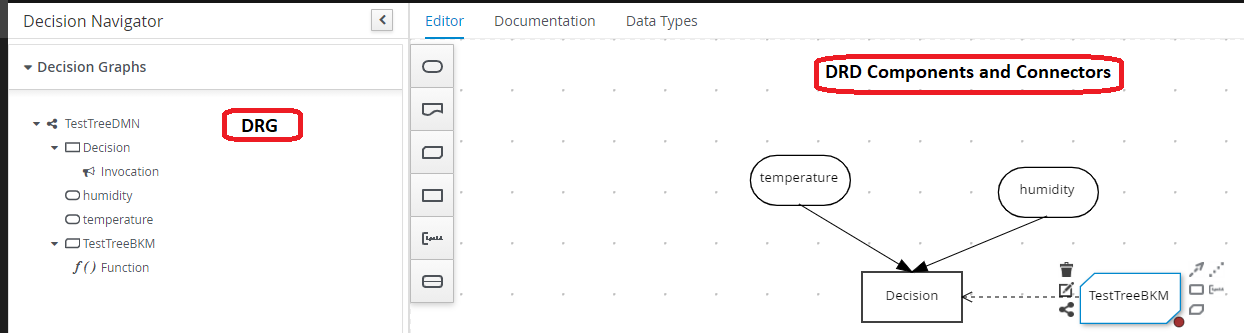 Decision Navigator
Editor Documentation Data Types
Decision Graphs
DRD Components and Connectors
TestTreeDMN
DRG
Decision
Invocation
humidity
temperature
TestTreeBKM
f() Function
temperature
humidity
Decision
TestTreeBKM